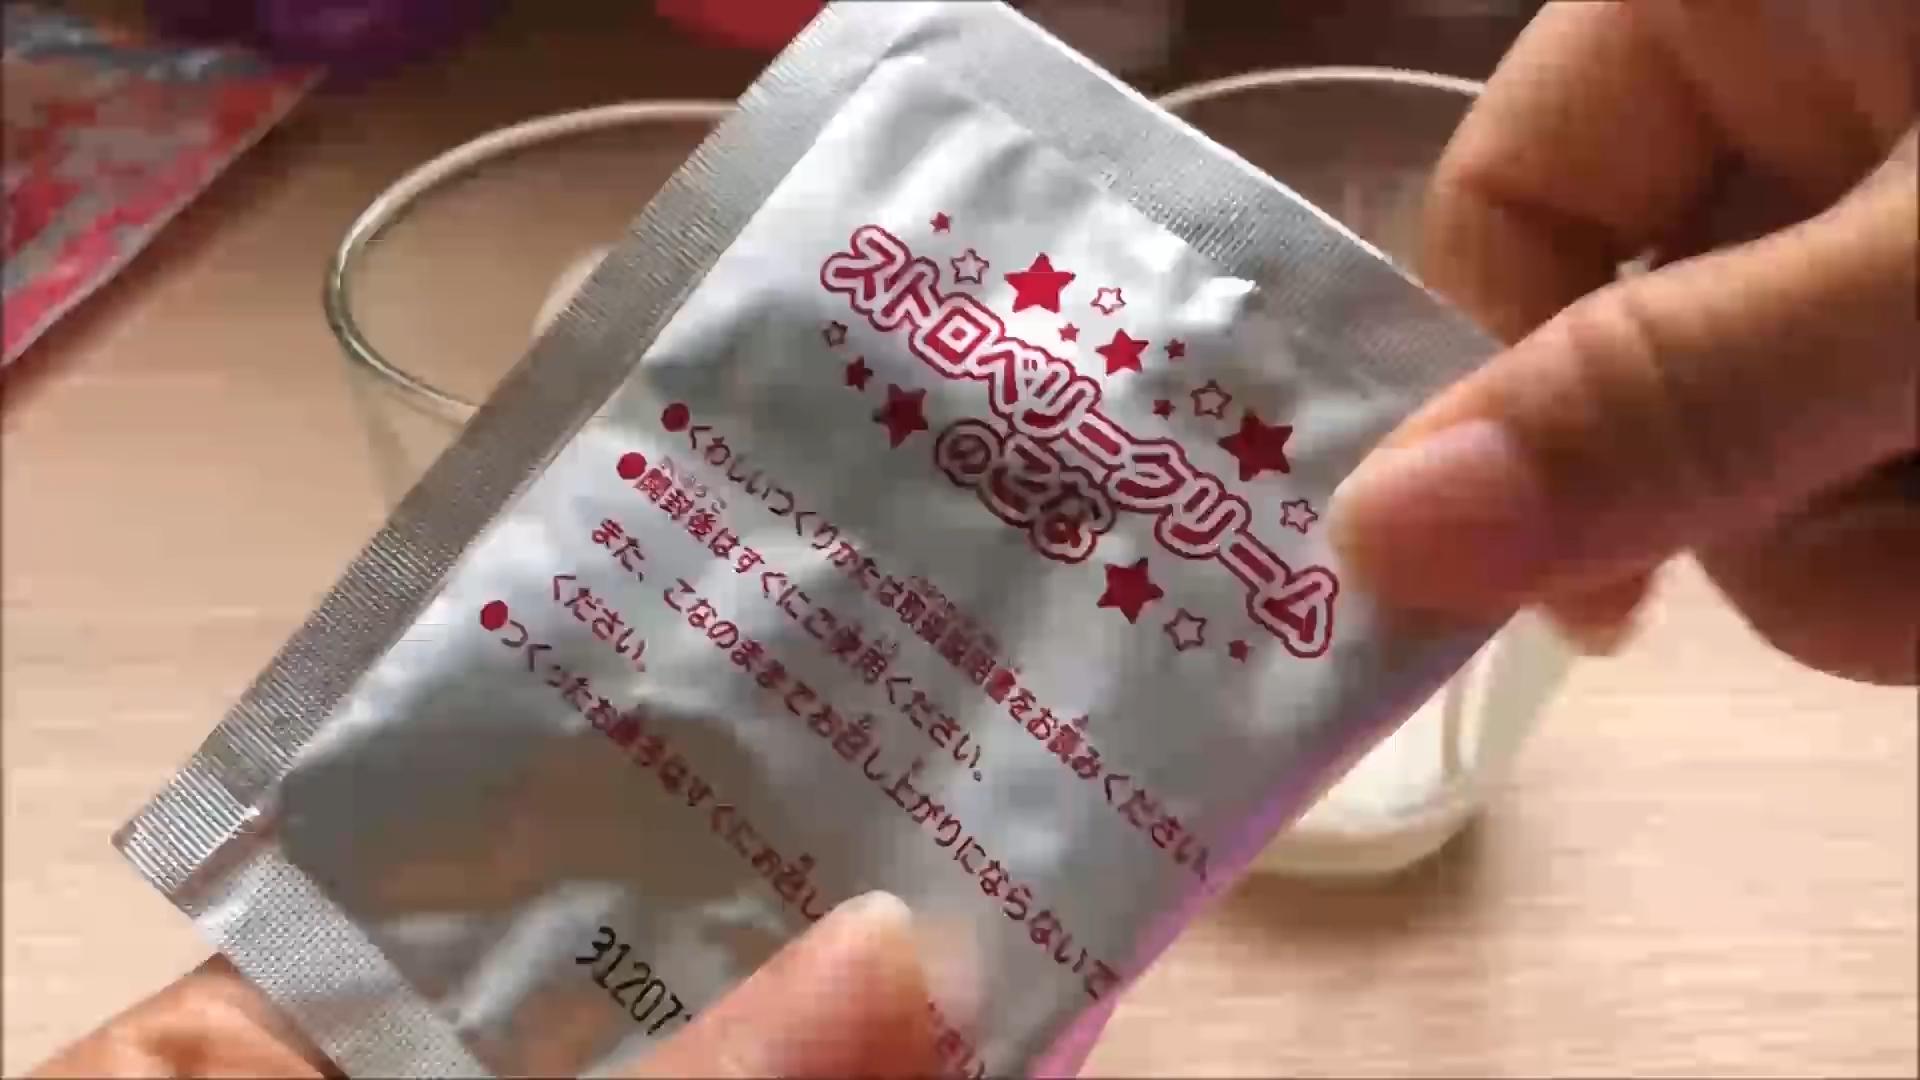 ストロベリークリーム
のこな
●くわしいつくりかたは取扱説明書をお読みください。
●開封後はすぐにご使用ください。
また、こなのままでお召し上がりにならないで
ください。
●つくったお菓子はすぐにお召し
さい。
31207